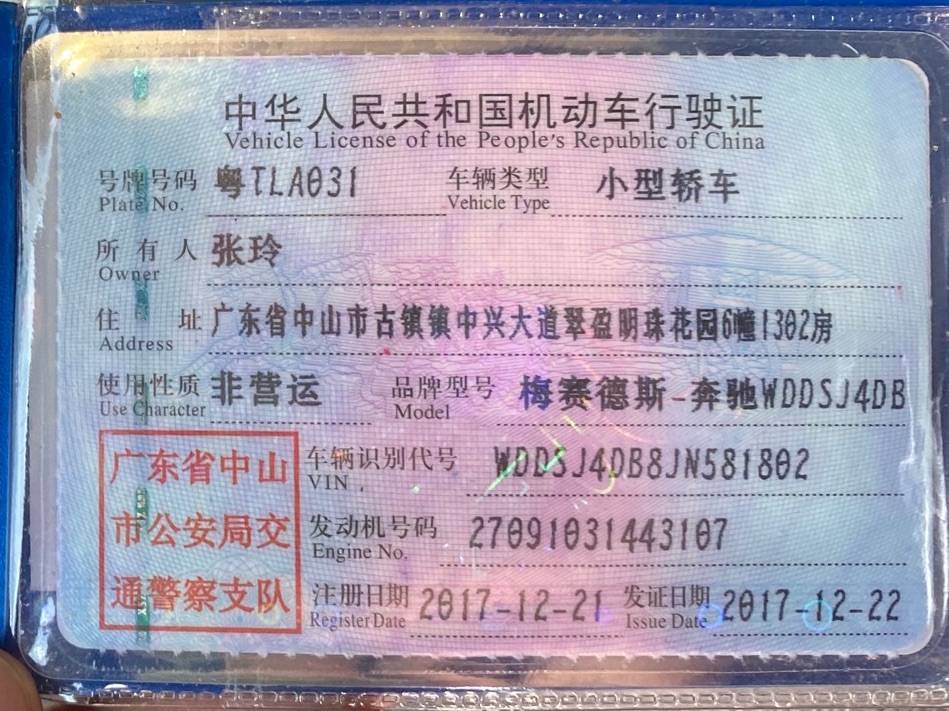 中华人民共和国机动车行驶证
Vehicle License of the People's Republic of China
号牌号码 粤TLA031 车辆类型 小型轿车
Plate No. Vehicle Type
所有人 张玲
Owner
住址 广东省中山市古镇镇中兴大道翠盈明珠花园6幢1302房
Address
使用性质 非营运 品牌型号 梅赛德斯-奔驰WDDSJ4DB
Use Character Model
广东省中山
市公安局交
通警察支队
车辆识别代号 WDDSJ4DB8JN581802
VIN
发动机号码 27091031443107
Engine No.
注册日期 2017-12-21 发证日期 2017-12-22
Register Date Issue Date